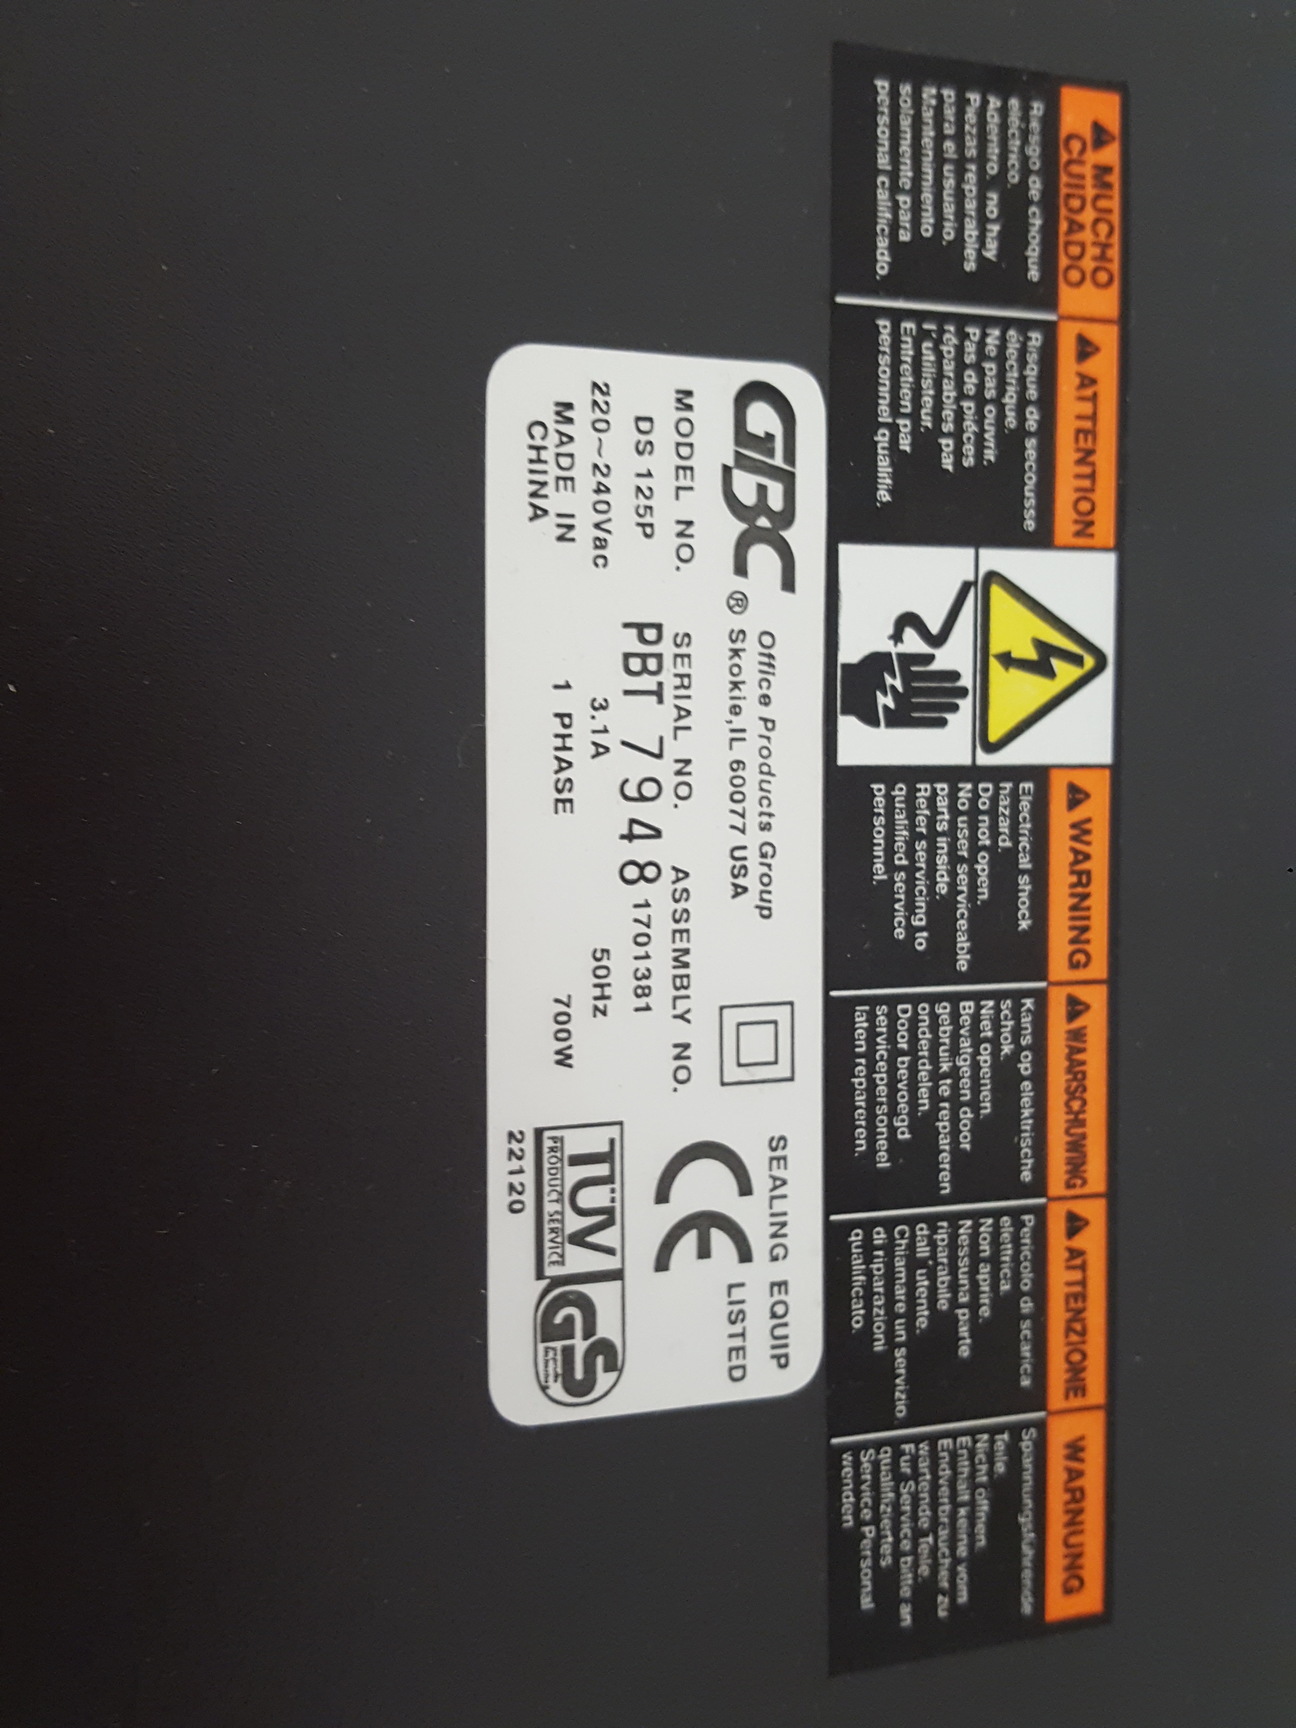 MUCHO
CUIDADO
Riesgo de choque
eléctrico.
Adentro. no hay
Piezas reparables
para el usuario.
Mantenimiento
solamente para
personal calificado.
ATTENTION
Risque de secousse
électrique.
Ne pas ouvrir.
Pas de piéces
réparables par
l'utilisteur.
Entretien par
personnel qualifié.
WARNING
Electrical shock
hazard.
Do not open.
No user serviceable
parts inside.
Refer servicing to
qualified service
personnel.
WAARSCHUWING
Kans op elektrische
schok.
Niet openen.
Bevatgeen door
gebruik te repareren
onderdelen.
Door bevoegd
servicepersoneel
laten repareren.
ATTENZIONE
Pericolo di scarica
elettrica.
Non aprire.
Nessuna parte
riparabile
dall'utente.
Chiamare un servizio
di riparazioni
qualificato.
WARNUNG
Spannungsführende
Teile.
Nicht öffnen.
Enthalt keine vom
Endverbraucher zu
wartende Teile.
Fur Service bitte an
qualifiziertes
Service Personal
wenden
GBC® Office Products Group
Skokie,IL 60077 USA
SEALING EQUIP
LISTED
MODEL NO. SERIAL NO. ASSEMBLY NO.
DS 125P PBT79488 1701381
CE
220~240Vac 3.1A 50Hz
MADE IN CHINA 1 PHASE 700W
TÜV
PRODUCT SERVICE
GS
22120